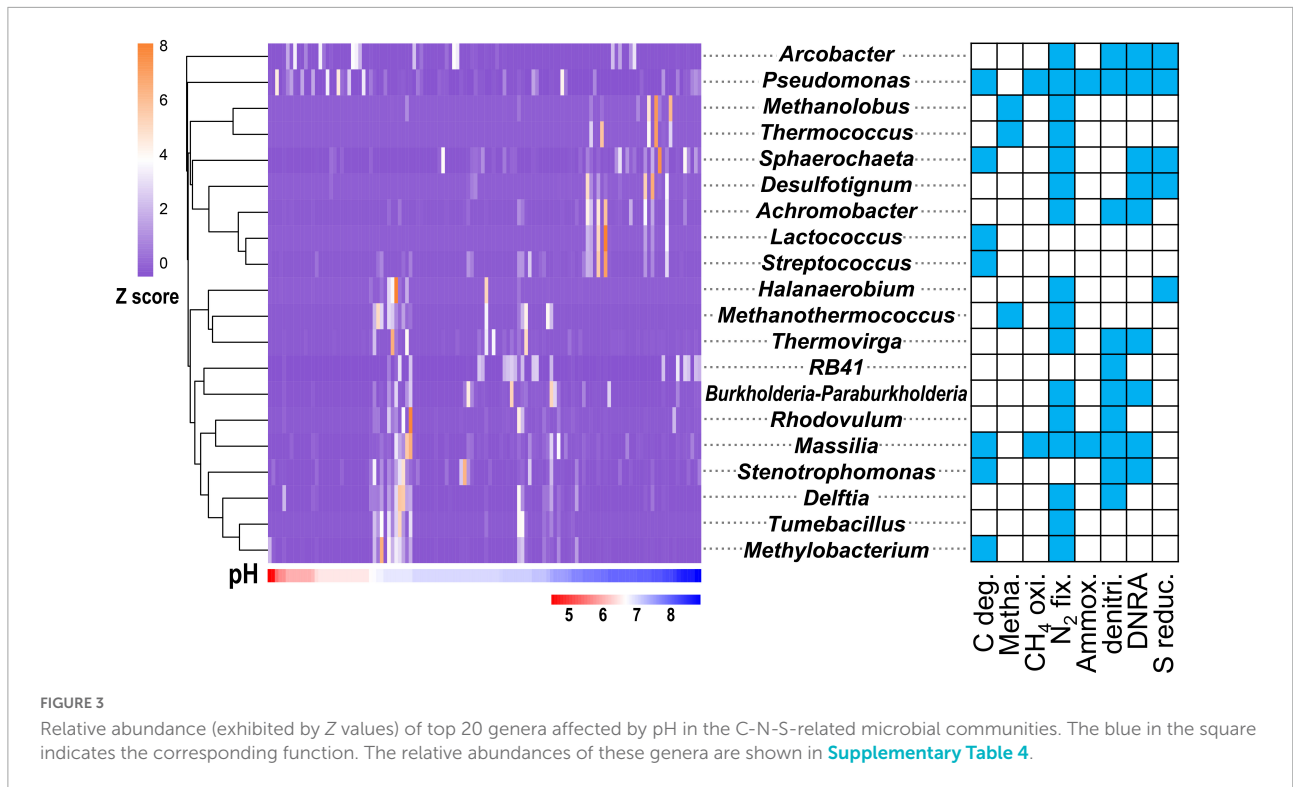 8
6
4
2
0
Z score
Arcobacter
Pseudomonas
Methanolobus
Thermococcus
Sphaerochaeta
Desulfotignum
Achromobacter
Lactococcus
Streptococcus
Halanaerobium
Methanothermococcus
Thermovirga
RB41
Burkholderia-Paraburkholderia
Rhodovulum
Massilia
Stenotrophomonas
Delftia
Tumebacillus
Methylobacterium
pH
5 6 7 8
C deg.
Metha.
CH4 oxi.
N2 fix.
Ammox.
denitri.
DNRA
S reduc.
FIGURE 3
Relative abundance (exhibited by Z values) of top 20 genera affected by pH in the C-N-S-related microbial communities. The blue in the square
indicates the corresponding function. The relative abundances of these genera are shown in Supplementary Table 4.